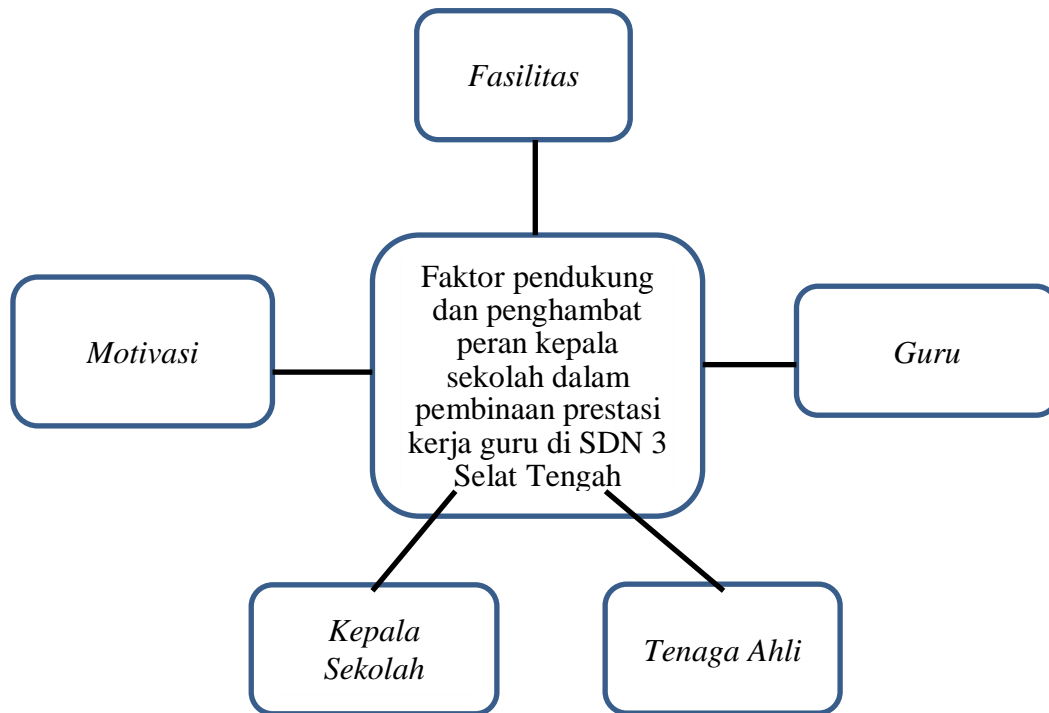 Fasilitas
Faktor pendukung
dan penghambat
peran kepala
sekolah dalam
pembinaan prestasi
kerja guru di SDN 3
Selat Tengah
Motivasi
Guru
Kepala
Sekolah
Tenaga Ahli